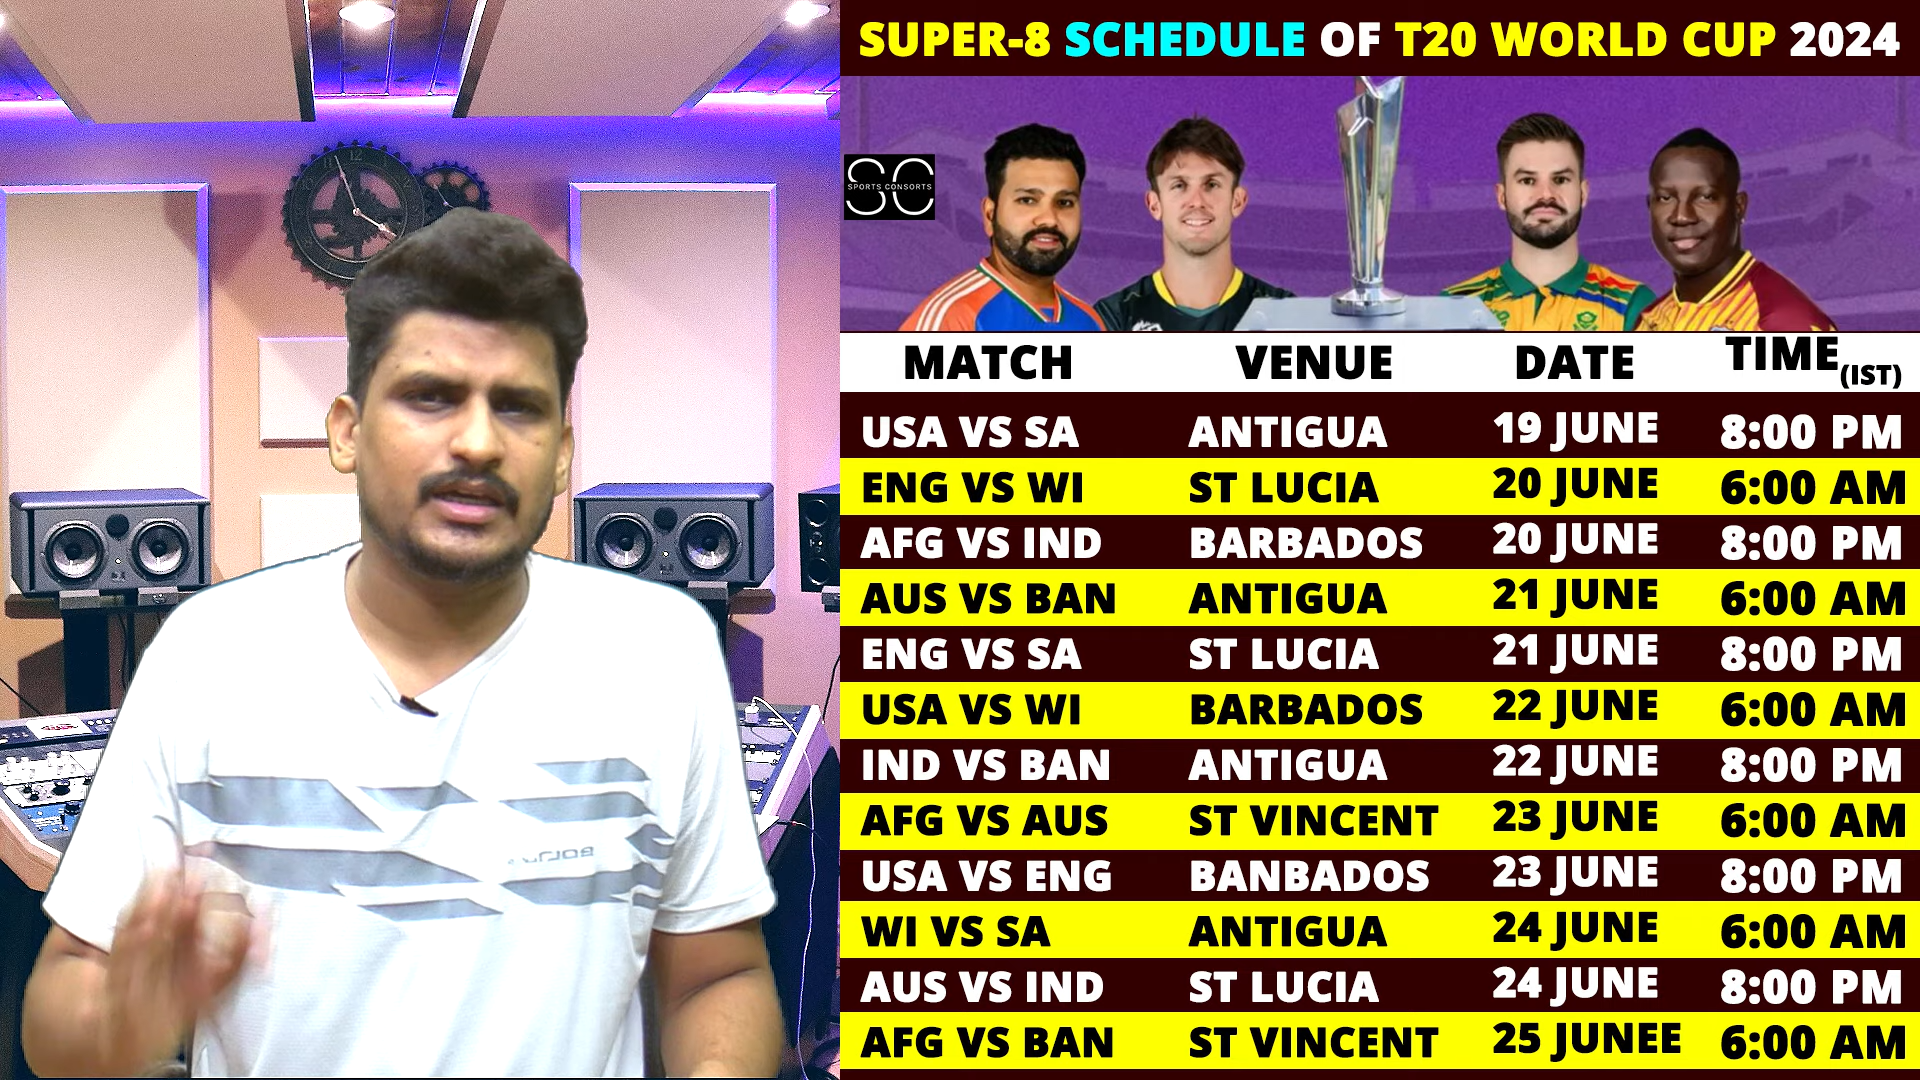 SUPER-8 SCHEDULE OF T20 WORLD CUP 2024
SC
SPORTS CONSORTS
MATCH VENUE DATE TIME(IST)
USA VS SA ANTIGUA 19 JUNE 8:00 PM
ENG VS WI ST LUCIA 20 JUNE 6:00 AM
AFG VS IND BARBADOS 20 JUNE 8:00 PM
AUS VS BAN ANTIGUA 21 JUNE 6:00 AM
ENG VS SA ST LUCIA 21 JUNE 8:00 PM
USA VS WI BARBADOS 22 JUNE 6:00 AM
IND VS BAN ANTIGUA 22 JUNE 8:00 PM
AFG VS AUS ST VINCENT 23 JUNE 6:00 AM
USA VS ENG BANBADOS 23 JUNE 8:00 PM
WI VS SA ANTIGUA 24 JUNE 6:00 AM
AUS VS IND ST LUCIA 24 JUNE 8:00 PM
AFG VS BAN ST VINCENT 25 JUNEE 6:00 AM